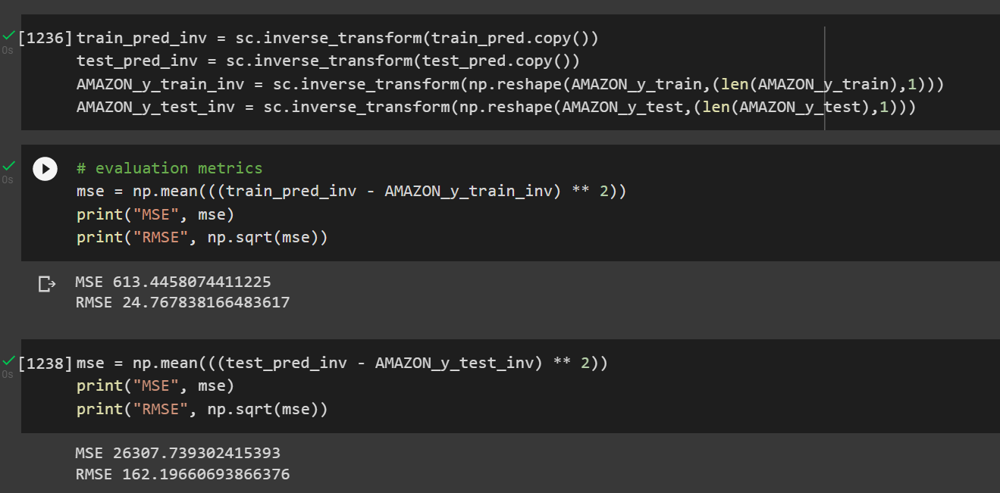 [1236] train_pred_inv = sc.inverse_transform(train_pred.copy())
test_pred_inv = sc.inverse_transform(test_pred.copy())
AMAZON_y_train_inv = sc.inverse_transform(np.reshape(AMAZON_y_train,(len(AMAZON_y_train),1)))
AMAZON_y_test_inv = sc.inverse_transform(np.reshape(AMAZON_y_test,(len(AMAZON_y_test),1)))
0s
# evaluation metrics
mse = np.mean(((train_pred_inv - AMAZON_y_train_inv) ** 2))
print("MSE", mse)
print("RMSE", np.sqrt(mse))
0s
MSE 613.4458074411225
RMSE 24.767838166483617
[1238] mse = np.mean(((test_pred_inv - AMAZON_y_test_inv) ** 2))
print("MSE", mse)
print("RMSE", np.sqrt(mse))
0s
MSE 26307.739302415393
RMSE 162.19660693866376